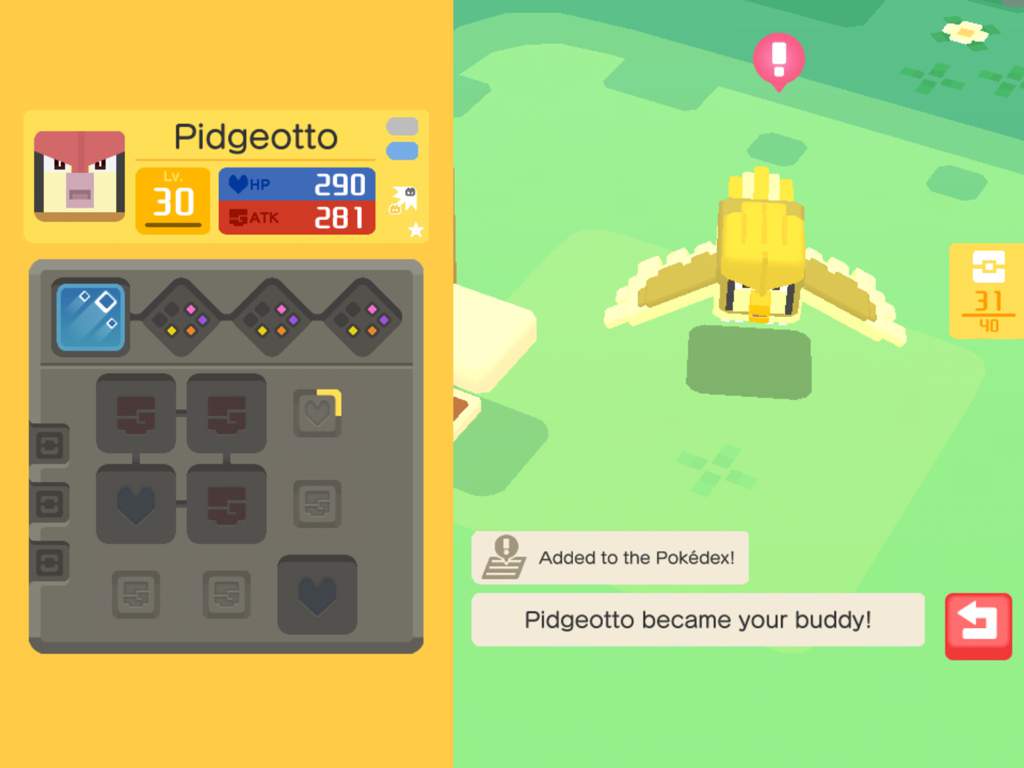 Pidgeotto
Lv.
30
HP 290
ATK 281
!
31
40
Added to the Pokédex!
Pidgeotto became your buddy!